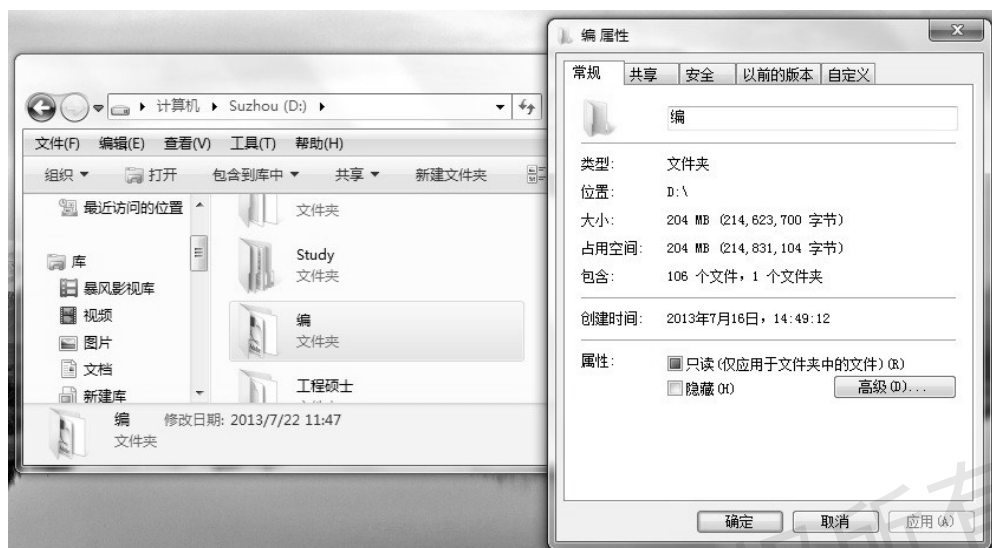 计算机 ▸ Suzhou (D:) ▸
文件(F) 编辑(E) 查看(V) 工具(T) 帮助(H)
组织 打开 包含到库中 共享 新建文件夹
最近访问的位置
库
暴风影视库
视频
图片
文档
新建库
文件夹
Study
文件夹
编
文件夹
工程硕士
编 修改日期: 2013/7/22 11:47
文件夹
编 属性
常规 共享 安全 以前的版本 自定义
编
类型: 文件夹
位置: D:\
大小: 204 MB (214,623,700 字节)
占用空间: 204 MB (214,831,104 字节)
包含: 106 个文件，1 个文件夹
创建时间: 2013年7月16日，14:49:12
属性: 只读(仅应用于文件夹中的文件)(R)
隐藏(H) 高级(D)...
确定 取消 应用(A)
所有